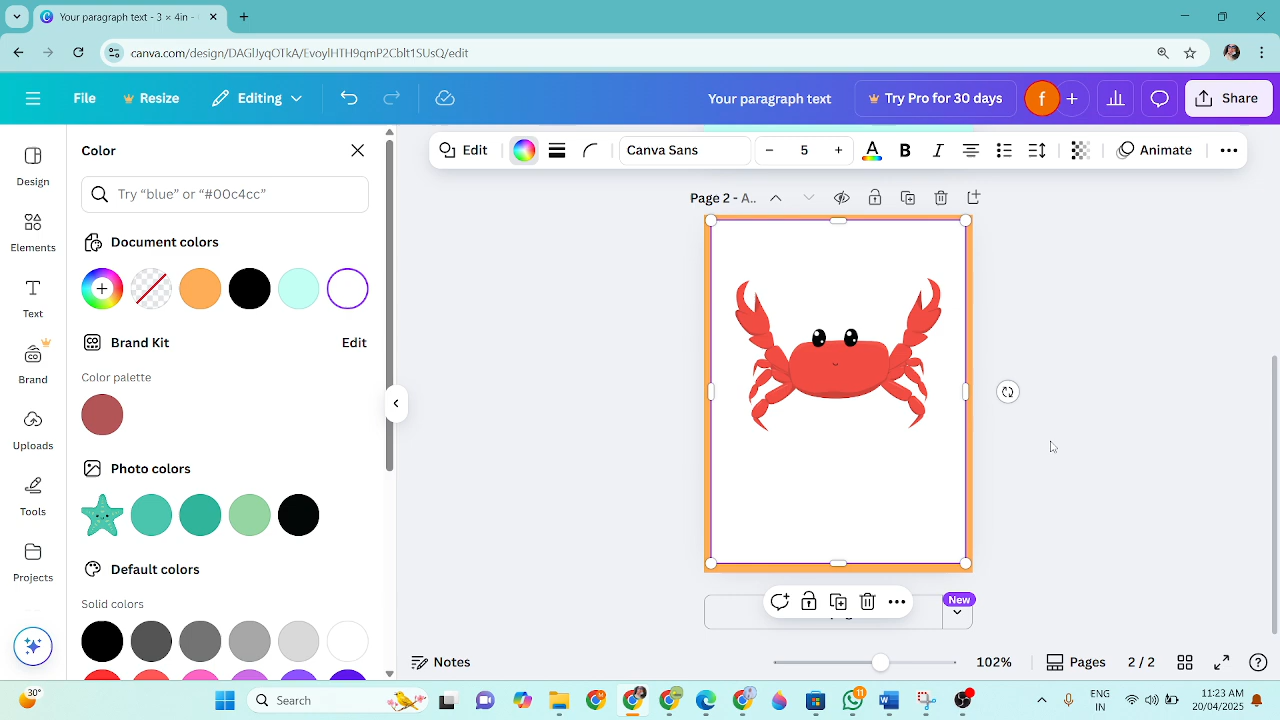 Your paragraph text - 3 × 4in -
canva.com/design/DAGlJyqOTkA/EvoylHTH9qmP2Cblt1SUsQ/edit
File
Resize
Editing
Your paragraph text
Try Pro for 30 days
f
Share
Design
Elements
Text
Brand
Uploads
Tools
Projects
Color
Try “blue” or “#00c4cc”
Document colors
Brand Kit
Edit
Color palette
Photo colors
Default colors
Solid colors
Edit
Canva Sans
5
A
B
I
Animate
Page 2 - A..
New
Notes
102%
Pages
2 / 2
30°
Search
11
ENG
IN
11:23 AM
20/04/2025